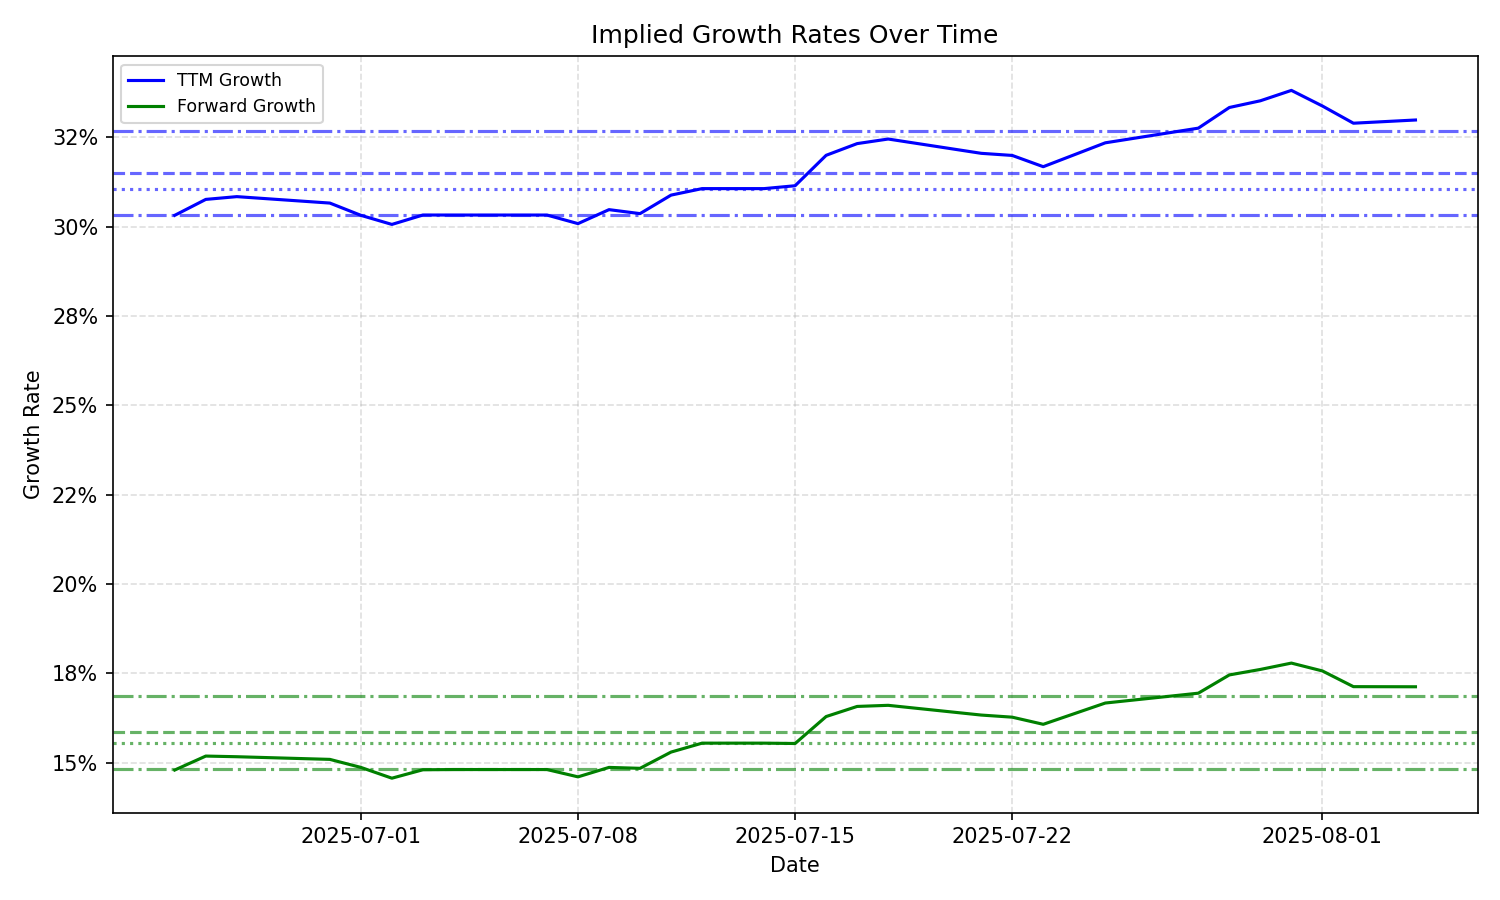 Implied Growth Rates Over Time
TTM Growth
Forward Growth
32%
30%
28%
25%
22%
20%
18%
15%
Growth Rate
2025-07-01
2025-07-08
2025-07-15
2025-07-22
2025-08-01
Date